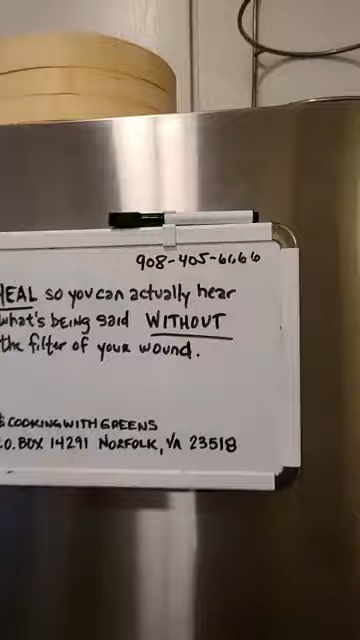 908-405-6666
HEAL so you can actually hear
what's being said WITHOUT
the filter of your wound.
$COOKINGWITHGREENS
P.O. BOX 14291 NORFOLK, VA 23518